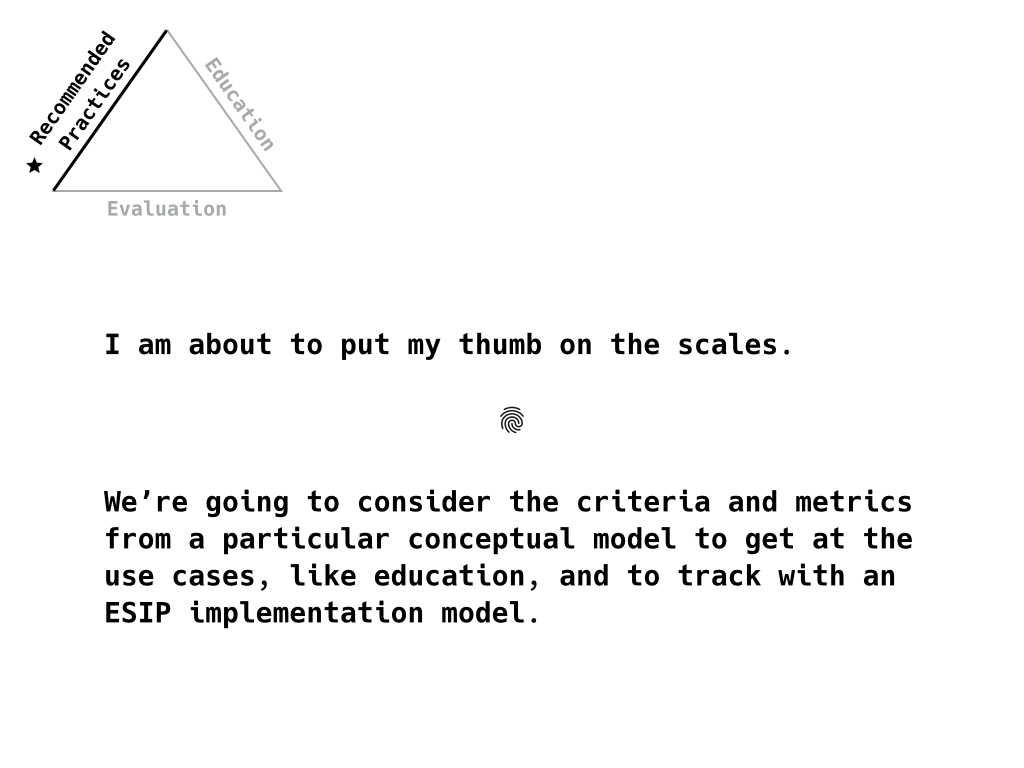 Recommended
Practices
Education
Evaluation
I am about to put my thumb on the scales.
We’re going to consider the criteria and metrics
from a particular conceptual model to get at the
use cases, like education, and to track with an
ESIP implementation model.